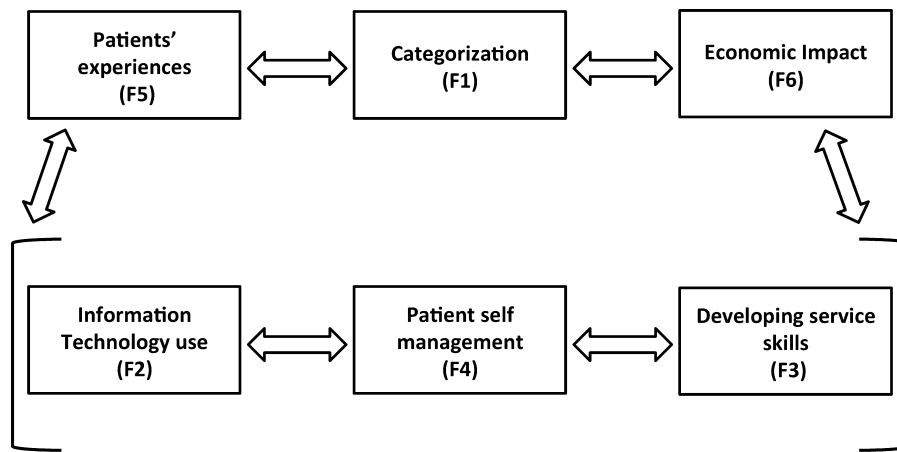 Patients'
experiences
(F5)
Categorization
(F1)
Economic Impact
(F6)
Information
Technology use
(F2)
Patient self
management
(F4)
Developing service
skills
(F3)